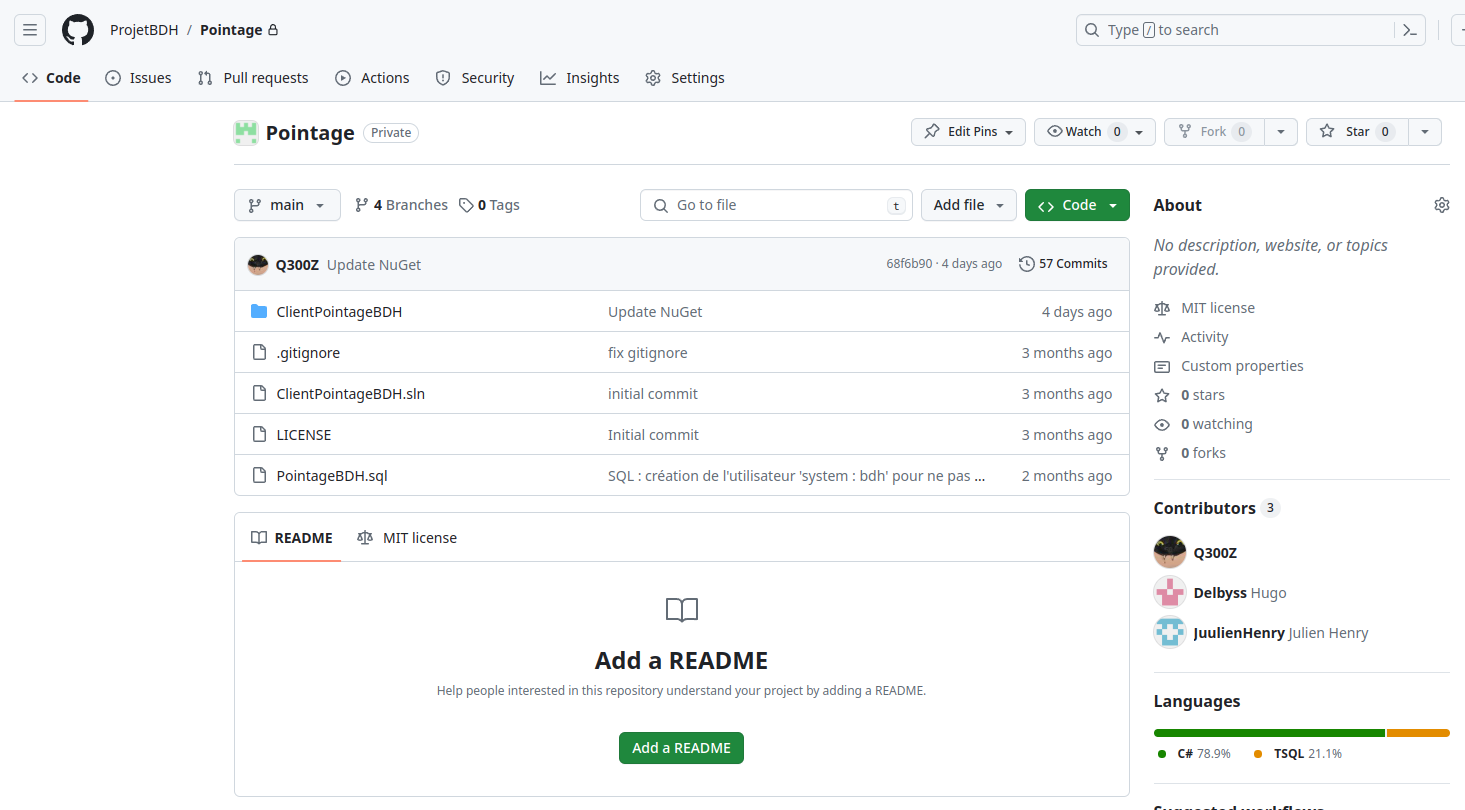 ProjetBDH / Pointage
Type / to search
Code Issues Pull requests Actions Security Insights Settings
Pointage Private
Edit Pins Watch 0 Fork 0 Star 0
main 4 Branches 0 Tags Go to file t Add file Code
Q300Z Update NuGet 68f6b90 · 4 days ago 57 Commits
ClientPointageBDH Update NuGet 4 days ago
.gitignore fix gitignore 3 months ago
ClientPointageBDH.sln initial commit 3 months ago
LICENSE Initial commit 3 months ago
PointageBDH.sql SQL : création de l'utilisateur 'system : bdh' pour ne pas ... 2 months ago
README MIT license
Add a README
Help people interested in this repository understand your project by adding a README.
Add a README
About
No description, website, or topics
provided.
MIT license
Activity
Custom properties
0 stars
0 watching
0 forks
Contributors 3
Q300Z
Delbyss Hugo
JuulienHenry Julien Henry
Languages
C# 78.9% TSQL 21.1%
Suggested workflows